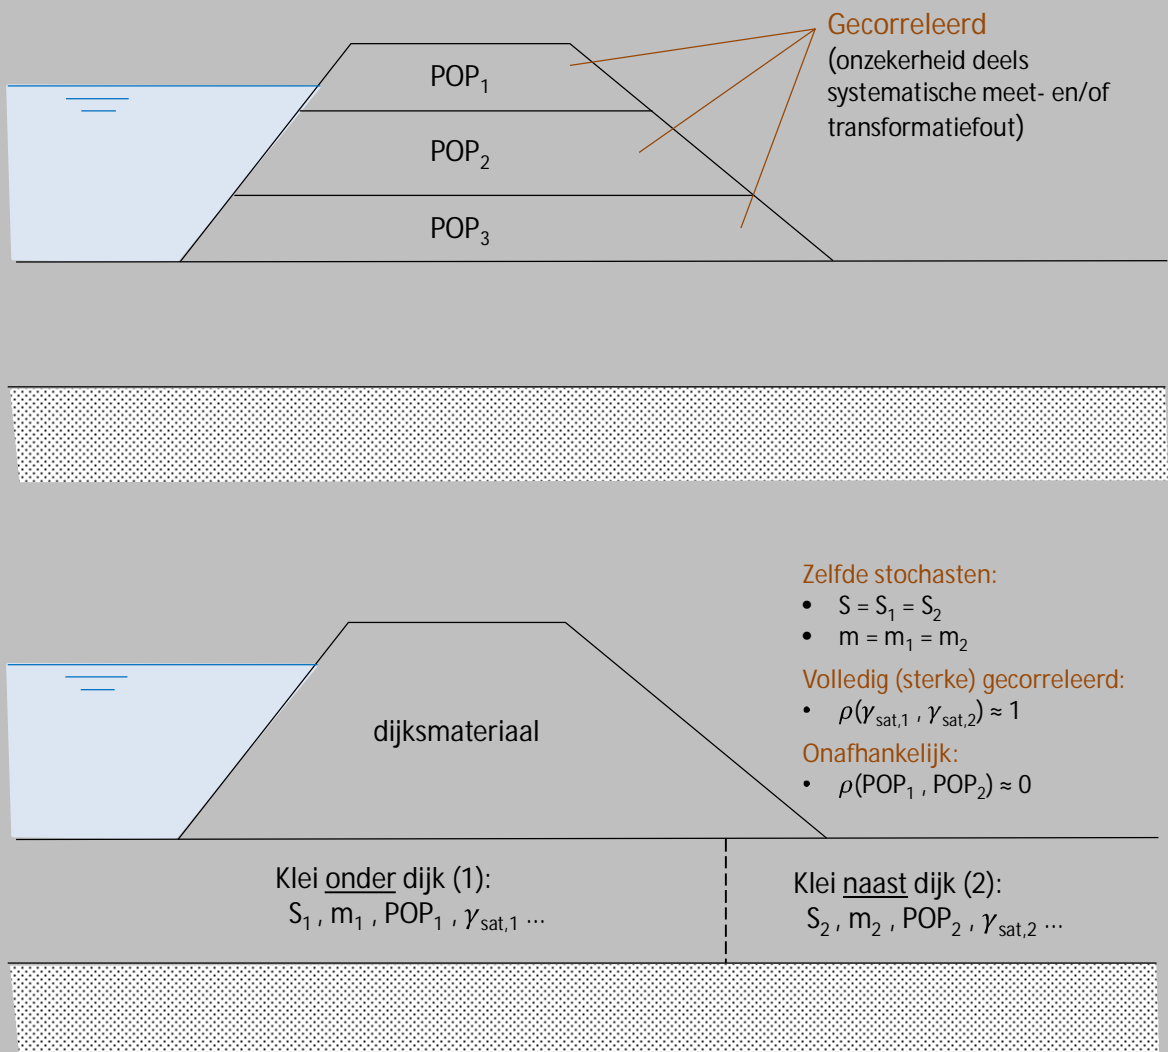 Gecorreleerd
(onzekerheid deels
systematische meet- en/of
transformatiefout)
POP₁
POP₂
POP₃
Zelfde stochasten:
• S = S₁ = S₂
• m = m₁ = m₂
Volledig (sterke) gecorreleerd:
• ρ(γsat,1 , γsat,2) ≈ 1
Onafhankelijk:
• ρ(POP₁ , POP₂) ≈ 0
dijksmateriaal
Klei onder dijk (1):
S₁ , m₁ , POP₁ , γsat,1 ...
Klei naast dijk (2):
S₂ , m₂ , POP₂ , γsat,2 ...